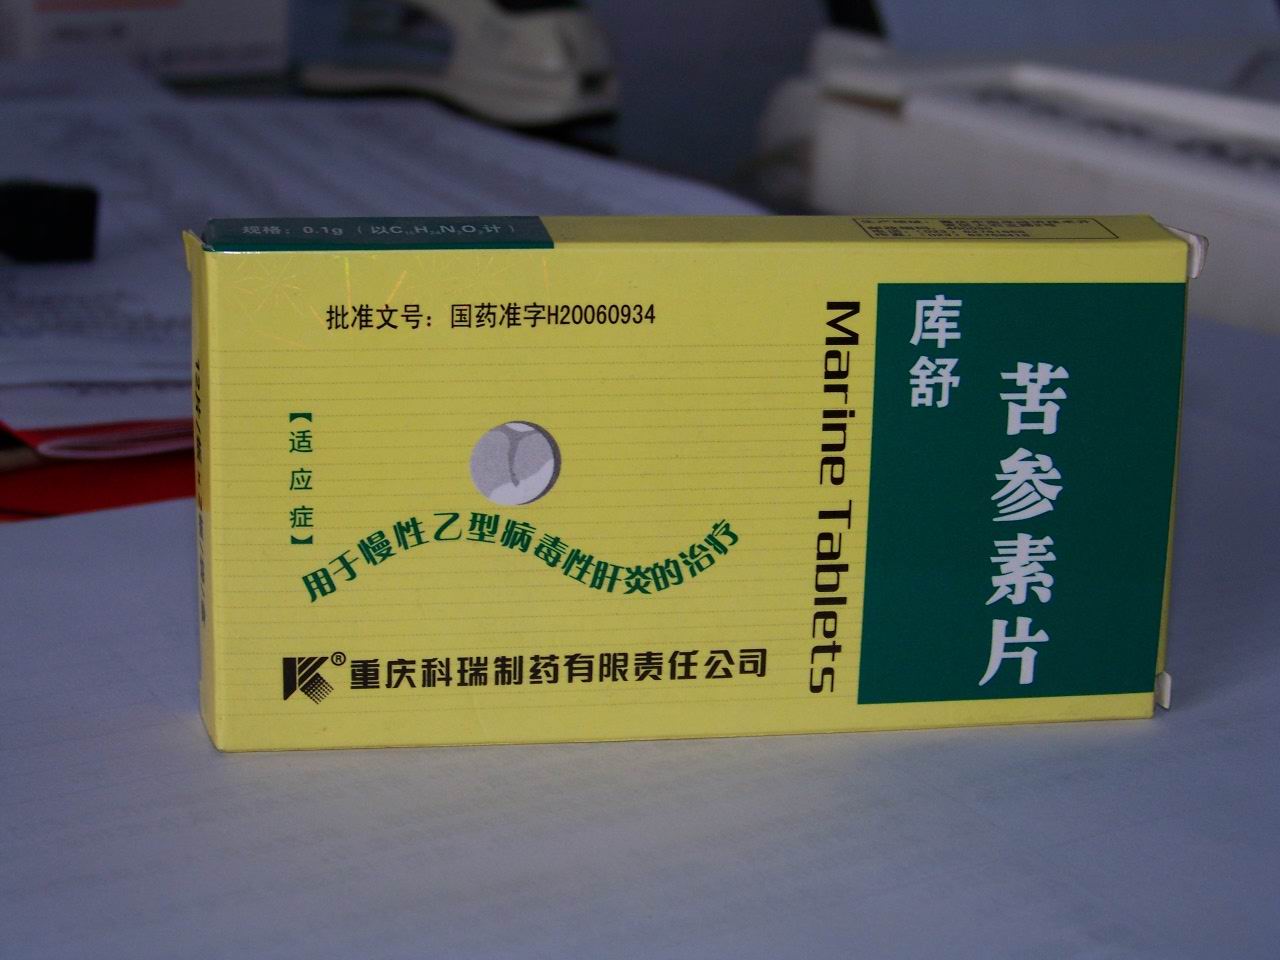 规格：0.1g（以C₁₅H₂₄N₂O₂计）
批准文号：国药准字H20060934
【适应症】
用于慢性乙型病毒性肝炎的治疗
K®重庆科瑞制药有限责任公司
Marine Tablets
库舒
苦参素片